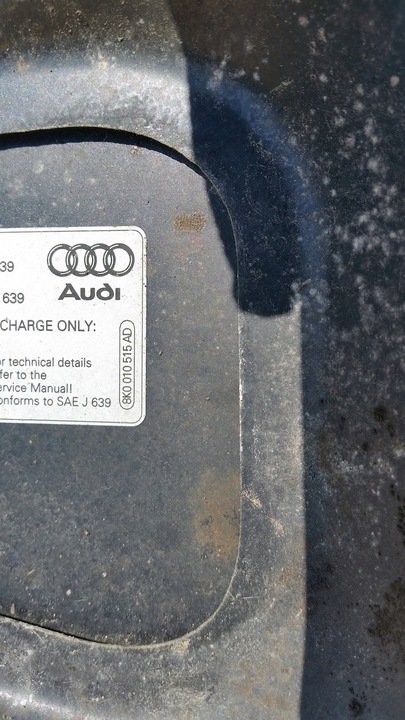 39
Audi
639
CHARGE ONLY:
or technical details
fer to the
ervice Manual!
onforms to SAE J 639
8K0 010 515 AD